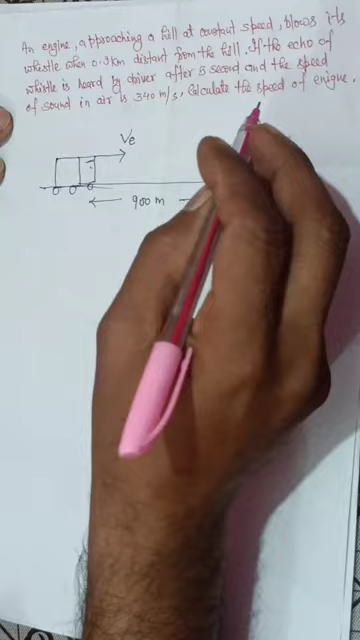 An engine, approaching a hill at constant speed, blows its
whistle when 0.9km distant from the hill. If the echo of
whistle is heard by driver after 5 second and the speed
of sound in air is 340 m/s, Calculate the speed of enigne.
Ve
900 m